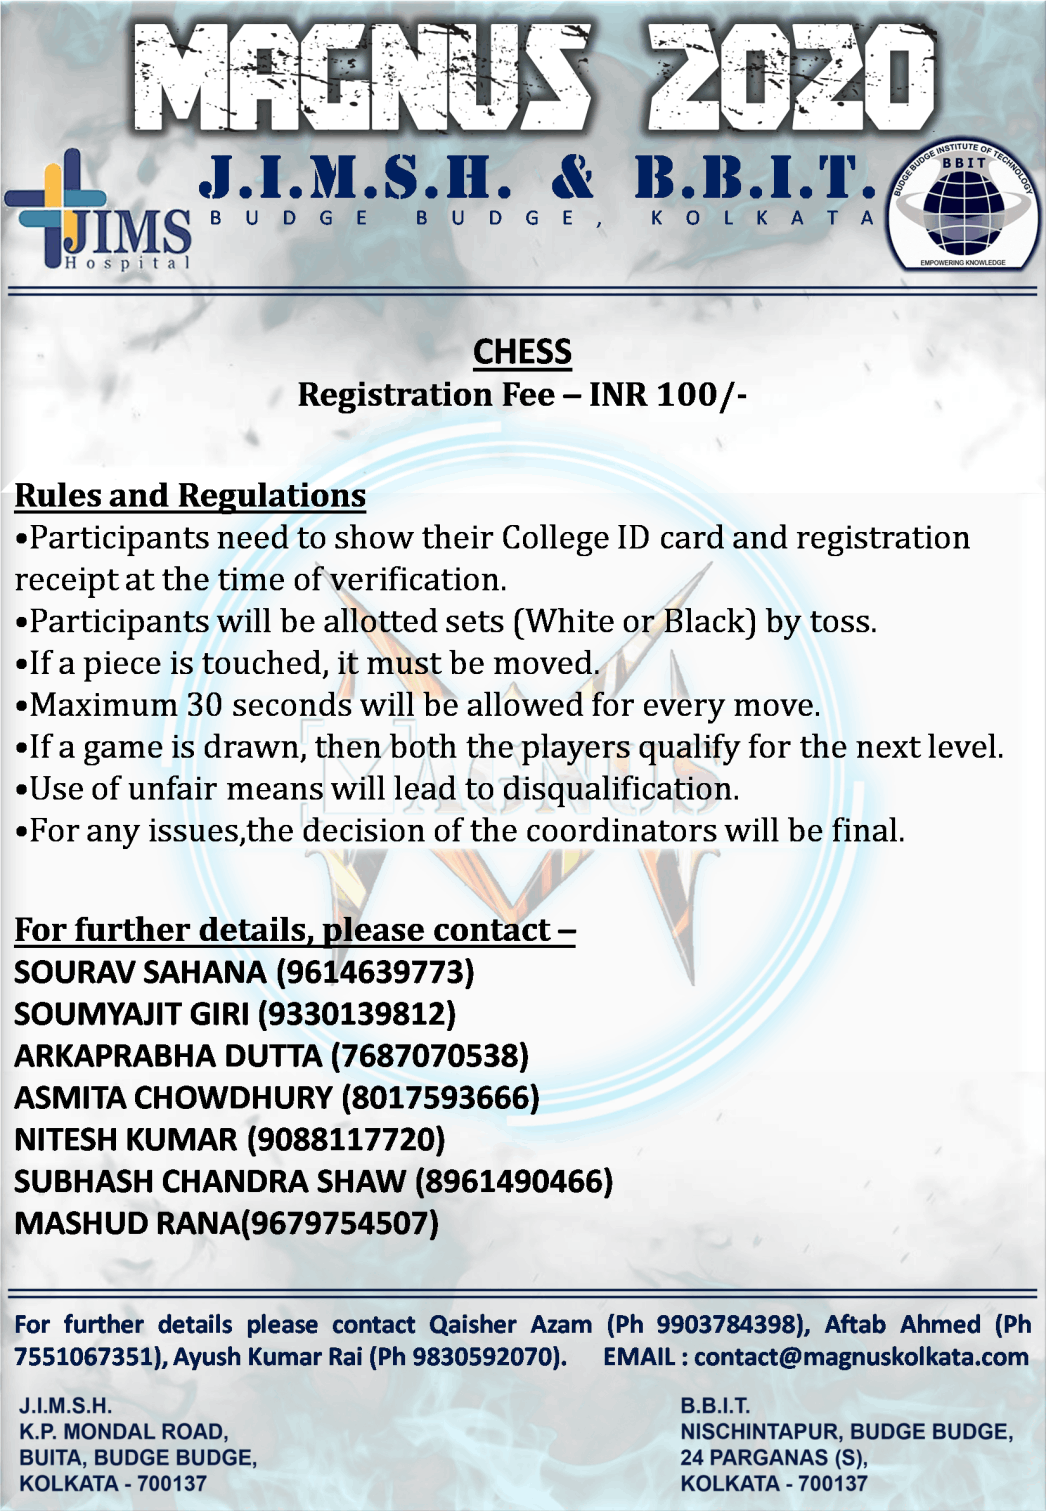 MAGNUS 2020
J.I.M.S.H. & B.B.I.T.
BUDGE BUDGE, KOLKATA
JIMS
Hospital
BUDGE BUDGE INSTITUTE OF TECHNOLOGY
BBIT
EMPOWERING KNOWLEDGE
CHESS
Registration Fee – INR 100/-
Rules and Regulations
•Participants need to show their College ID card and registration
receipt at the time of verification.
•Participants will be allotted sets (White or Black) by toss.
•If a piece is touched, it must be moved.
•Maximum 30 seconds will be allowed for every move.
•If a game is drawn, then both the players qualify for the next level.
•Use of unfair means will lead to disqualification.
•For any issues,the decision of the coordinators will be final.
MAGNUS
For further details, please contact –
SOURAV SAHANA (9614639773)
SOUMYAJIT GIRI (9330139812)
ARKAPRABHA DUTTA (7687070538)
ASMITA CHOWDHURY (8017593666)
NITESH KUMAR (9088117720)
SUBHASH CHANDRA SHAW (8961490466)
MASHUD RANA(9679754507)
For further details please contact Qaisher Azam (Ph 9903784398), Aftab Ahmed (Ph
7551067351), Ayush Kumar Rai (Ph 9830592070). EMAIL : contact@magnuskolkata.com
J.I.M.S.H.
K.P. MONDAL ROAD,
BUITA, BUDGE BUDGE,
KOLKATA - 700137
B.B.I.T.
NISCHINTAPUR, BUDGE BUDGE,
24 PARGANAS (S),
KOLKATA - 700137